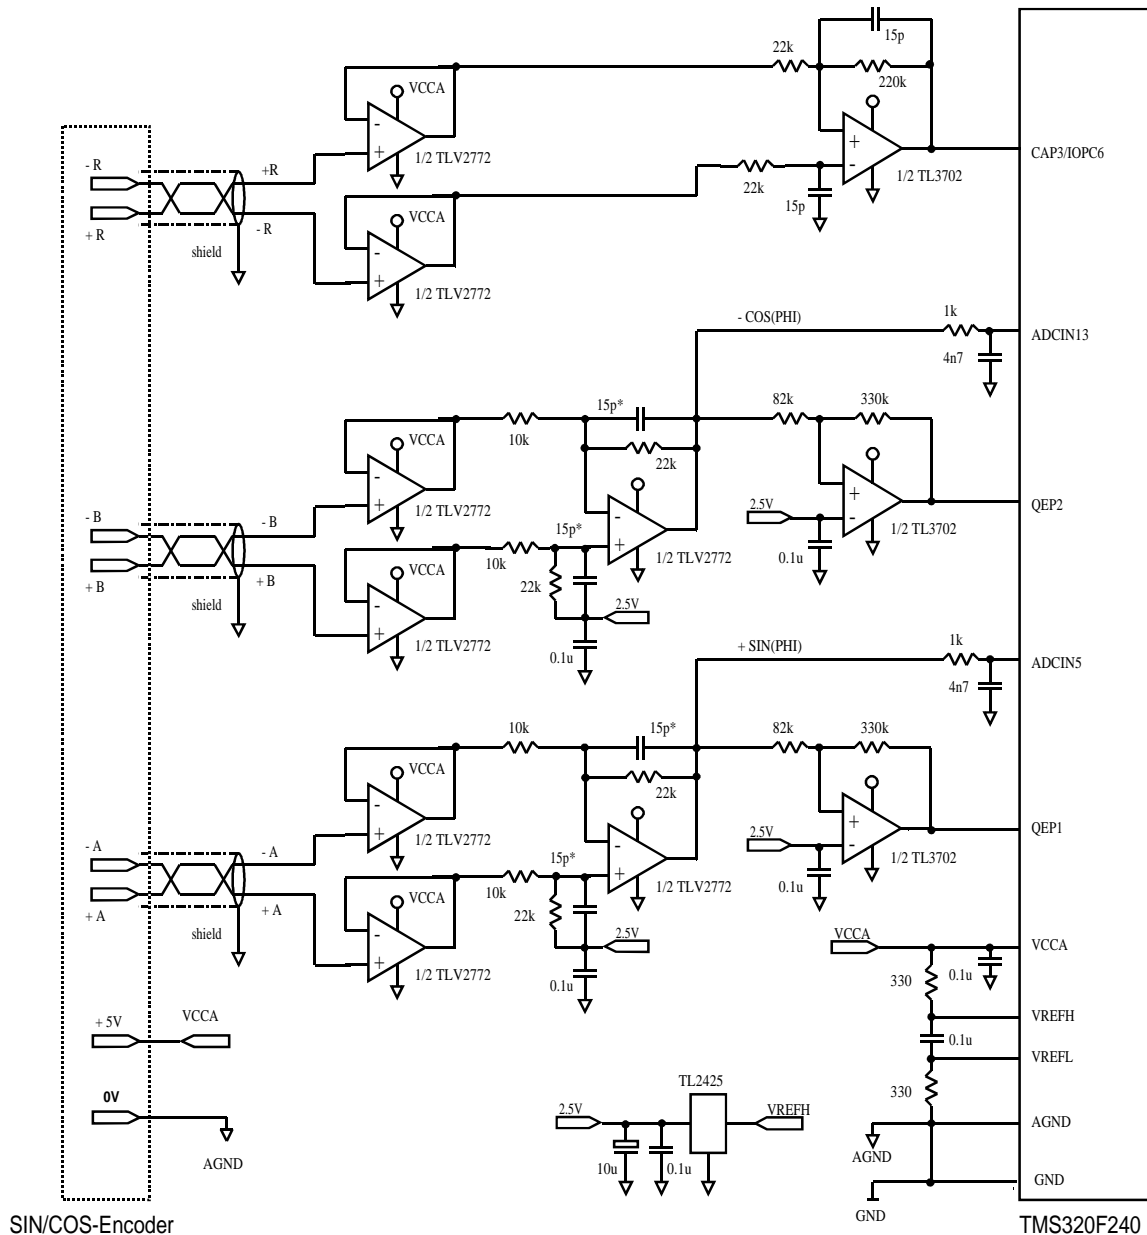 15p
22k
220k
VCCA
- R
+R
1/2 TLV2772
CAP3/IOPC6
1/2 TL3702
22k
15p
+ R
- R
shield
VCCA
1/2 TLV2772
- COS(PHI)
1k
ADCIN13
4n7
15p*
82k
330k
10k
VCCA
22k
1/2 TLV2772
2.5V
QEP2
- B
- B
15p*
1/2 TLV2772
1/2 TL3702
10k
0.1u
VCCA
22k
+ B
+ B
shield
2.5V
1/2 TLV2772
0.1u
+ SIN(PHI)
1k
ADCIN5
4n7
10k
15p*
82k
330k
VCCA
22k
1/2 TLV2772
2.5V
QEP1
- A
- A
15p*
1/2 TLV2772
1/2 TL3702
10k
0.1u
VCCA
22k
+ A
+ A
shield
2.5V
VCCA
VCCA
1/2 TLV2772
0.1u
330
0.1u
+ 5V
VCCA
VREFH
0.1u
VREFL
TL2425
330
0V
2.5V
VREFH
AGND
AGND
10u
0.1u
AGND
GND
GND
SIN/COS-Encoder
TMS320F240